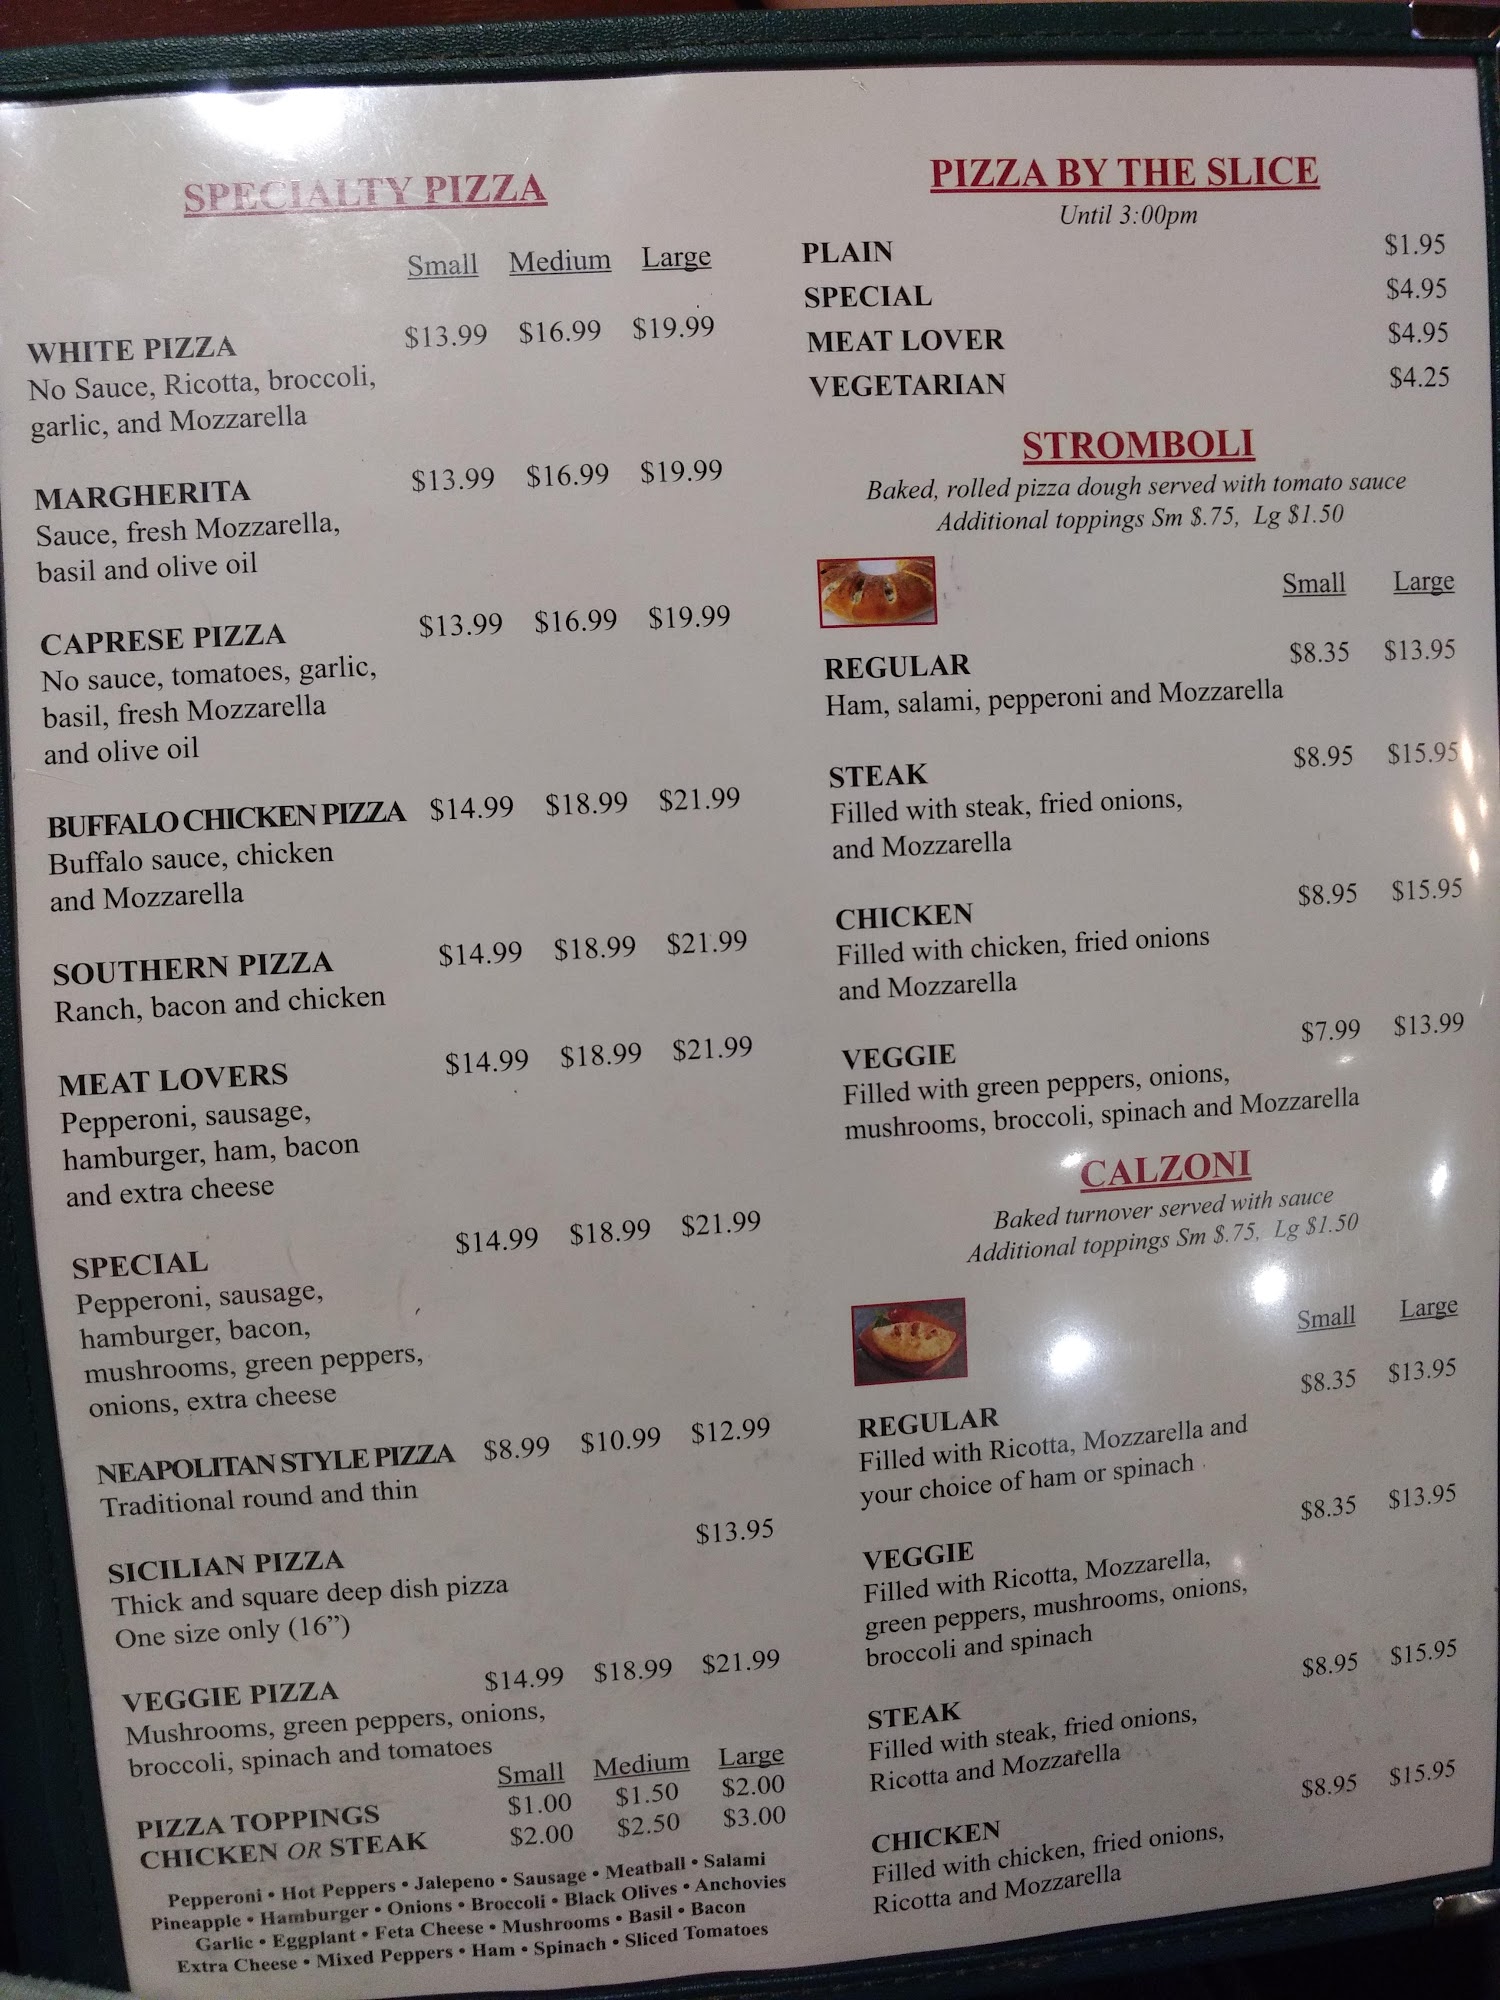 SPECIALTY PIZZA
Small Medium Large
WHITE PIZZA $13.99 $16.99 $19.99
No Sauce, Ricotta, broccoli,
garlic, and Mozzarella
MARGHERITA $13.99 $16.99 $19.99
Sauce, fresh Mozzarella,
basil and olive oil
CAPRESE PIZZA $13.99 $16.99 $19.99
No sauce, tomatoes, garlic,
basil, fresh Mozzarella
and olive oil
BUFFALO CHICKEN PIZZA $14.99 $18.99 $21.99
Buffalo sauce, chicken
and Mozzarella
SOUTHERN PIZZA $14.99 $18.99 $21.99
Ranch, bacon and chicken
MEAT LOVERS $14.99 $18.99 $21.99
Pepperoni, sausage,
hamburger, ham, bacon
and extra cheese
SPECIAL $14.99 $18.99 $21.99
Pepperoni, sausage,
hamburger, bacon,
mushrooms, green peppers,
onions, extra cheese
NEAPOLITAN STYLE PIZZA $8.99 $10.99 $12.99
Traditional round and thin
SICILIAN PIZZA $13.95
Thick and square deep dish pizza
One size only (16”)
VEGGIE PIZZA $14.99 $18.99 $21.99
Mushrooms, green peppers, onions,
broccoli, spinach and tomatoes
Small Medium Large
PIZZA TOPPINGS $1.00 $1.50 $2.00
CHICKEN OR STEAK $2.00 $2.50 $3.00
Pepperoni • Hot Peppers • Jalepeno • Sausage • Meatball • Salami
Pineapple • Hamburger • Onions • Broccoli • Black Olives • Anchovies
Garlic • Eggplant • Feta Cheese • Mushrooms • Basil • Bacon
Extra Cheese • Mixed Peppers • Ham • Spinach • Sliced Tomatoes
PIZZA BY THE SLICE
Until 3:00pm
PLAIN $1.95
SPECIAL $4.95
MEAT LOVER $4.95
VEGETARIAN $4.25
STROMBOLI
Baked, rolled pizza dough served with tomato sauce
Additional toppings Sm $.75, Lg $1.50
Small Large
REGULAR $8.35 $13.95
Ham, salami, pepperoni and Mozzarella
STEAK $8.95 $15.95
Filled with steak, fried onions,
and Mozzarella
CHICKEN $8.95 $15.95
Filled with chicken, fried onions
and Mozzarella
VEGGIE $7.99 $13.99
Filled with green peppers, onions,
mushrooms, broccoli, spinach and Mozzarella
CALZONI
Baked turnover served with sauce
Additional toppings Sm $.75, Lg $1.50
Small Large
REGULAR $8.35 $13.95
Filled with Ricotta, Mozzarella and
your choice of ham or spinach
VEGGIE $8.35 $13.95
Filled with Ricotta, Mozzarella,
green peppers, mushrooms, onions,
broccoli and spinach
STEAK $8.95 $15.95
Filled with steak, fried onions,
Ricotta and Mozzarella
CHICKEN $8.95 $15.95
Filled with chicken, fried onions,
Ricotta and Mozzarella